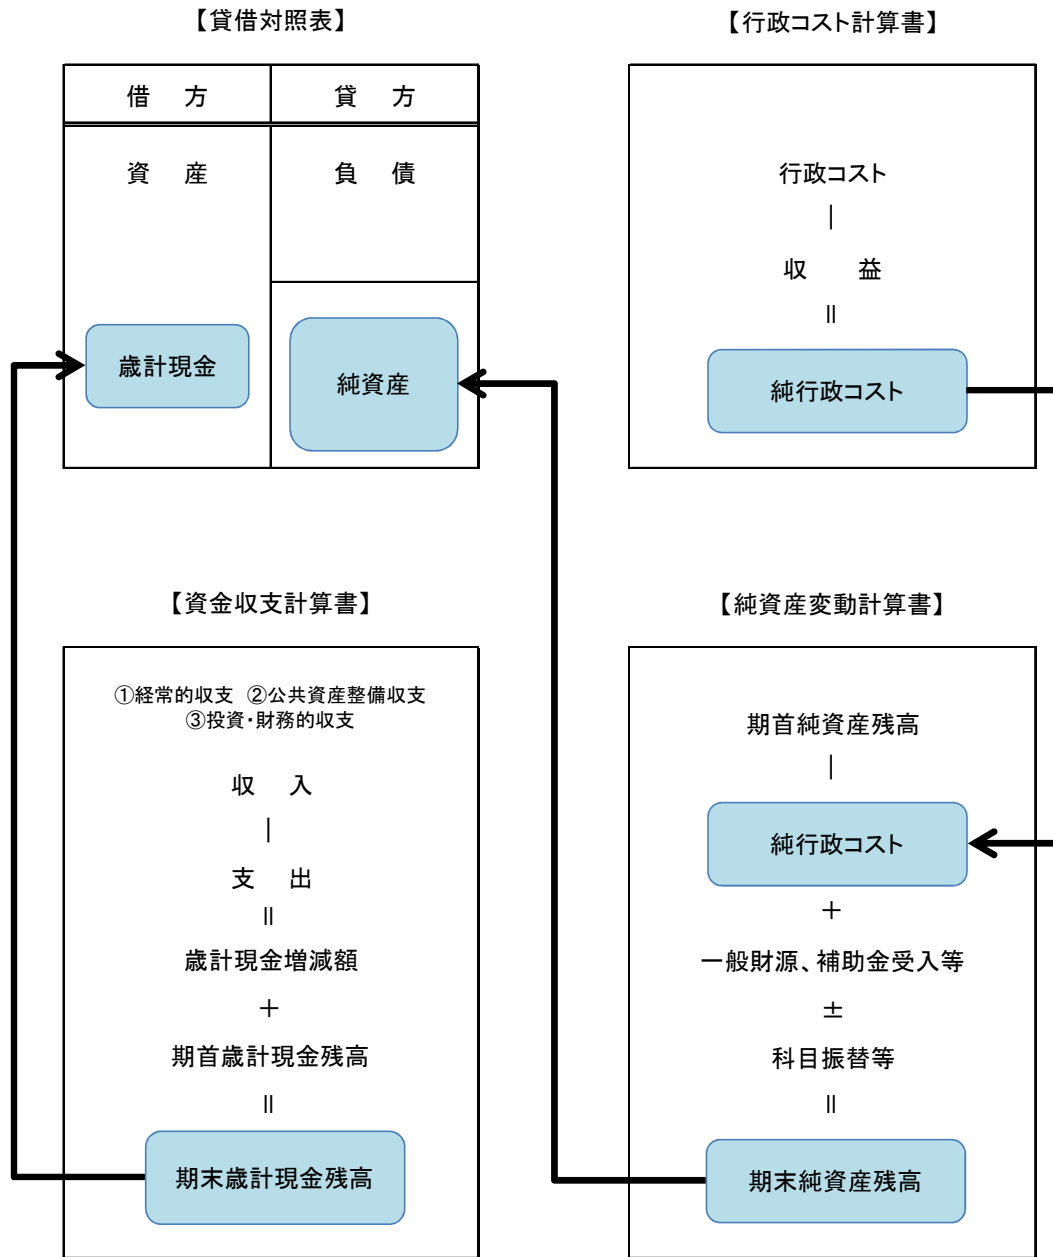 【貸借対照表】
借　方
貸　方
資　産
負　債
歳計現金
純資産
【行政コスト計算書】
行政コスト
｜
収　　益
॥
純行政コスト
【資金収支計算書】
①経常的収支　②公共資産整備収支
③投資・財務的収支
収　入
｜
支　出
॥
歳計現金増減額
＋
期首歳計現金残高
॥
期末歳計現金残高
【純資産変動計算書】
期首純資産残高
｜
純行政コスト
＋
一般財源、補助金受入等
±
科目振替等
॥
期末純資産残高